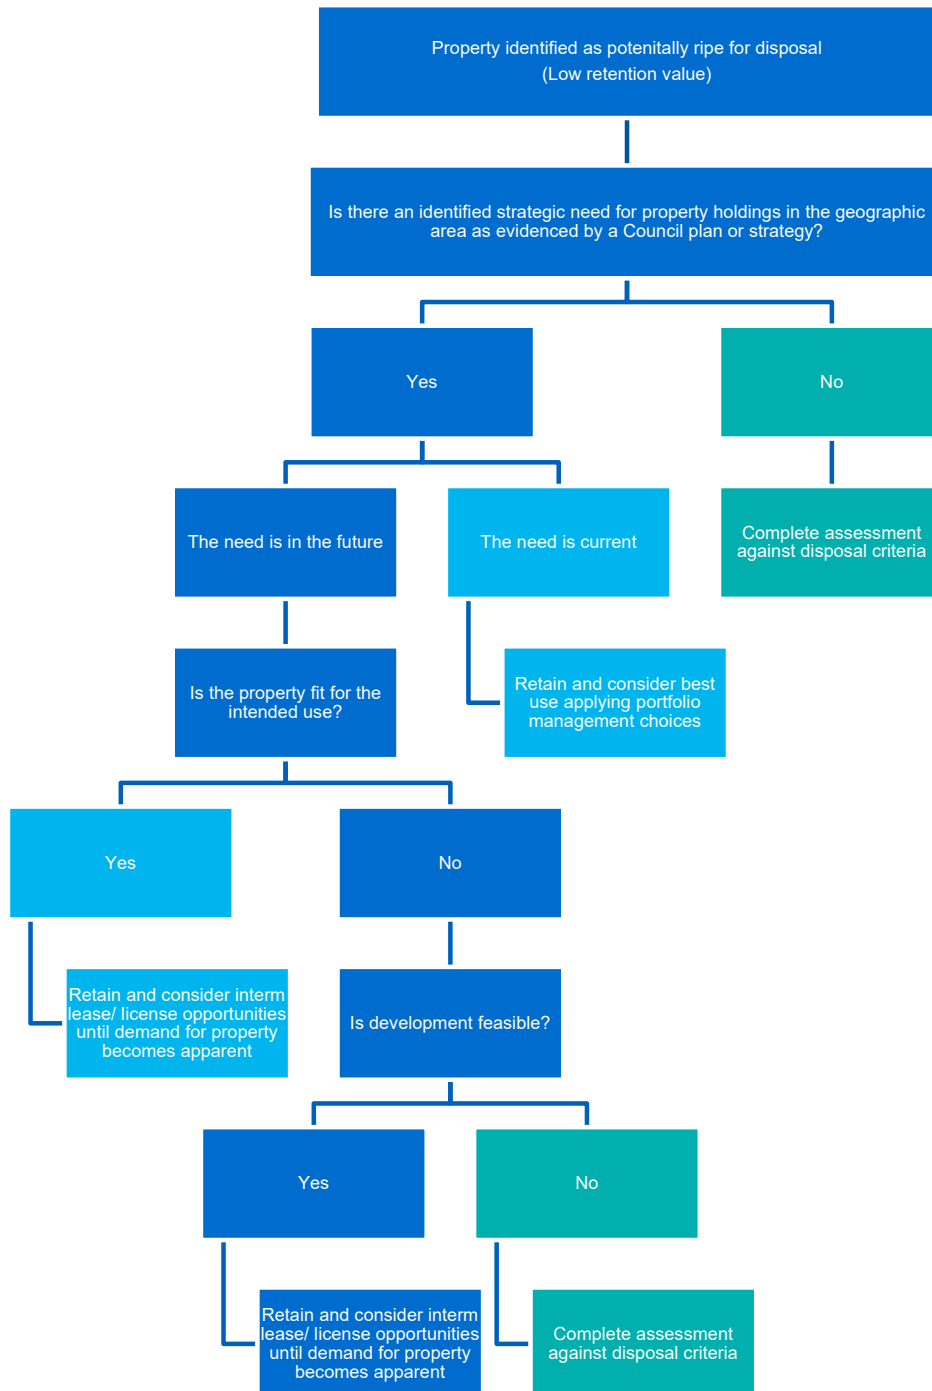 Property identified as potenitally ripe for disposal
(Low retention value)
Is there an identified strategic need for property holdings in the geographic
area as evidenced by a Council plan or strategy?
Yes
No
The need is in the future
The need is current
Complete assessment
against disposal criteria
Is the property fit for the
intended use?
Retain and consider best
use applying portfolio
management choices
Yes
No
Retain and consider interm
lease/ license opportunities
until demand for property
becomes apparent
Is development feasible?
Yes
No
Retain and consider interm
lease/ license opportunities
until demand for property
becomes apparent
Complete assessment
against disposal criteria